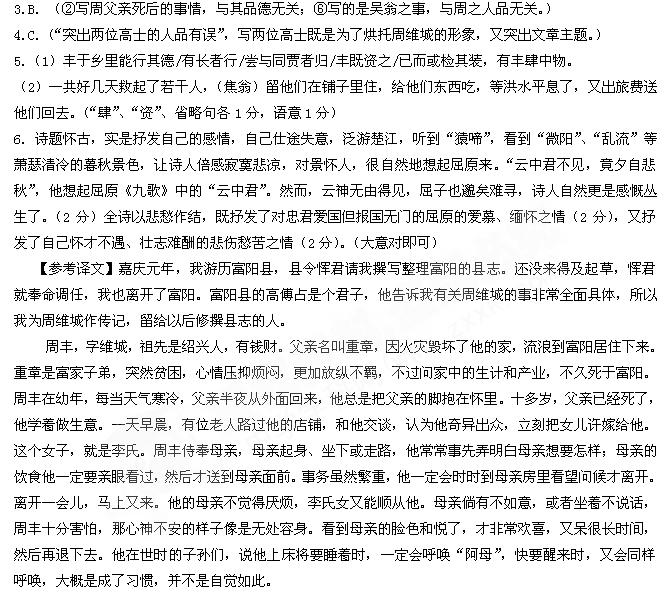 3.B.（②写周父亲死后的事情，与其品德无关；⑥写的是吴翁之事，与周之人品无关。）
4.C.（“突出两位高士的人品有误”，写两位高士既是为了烘托周维城的形象，又突出文章主题。）
5.（1）丰于乡里能行其德/有长者行/尝与同贾者归/丰既资之/已而或检其装，有丰肆中物。
（2）一共好几天救起了若干人，（焦翁）留他们在铺子里住，给他们东西吃，等洪水平息了，又出旅费送
他们回去。（“肆”、“资”、省略句各 1 分，语意 1 分）
6. 诗题怀古，实是抒发自己的感情，自己仕途失意，泛游楚江，听到“猿啼”，看到“微阳”、“乱流”等
萧瑟清冷的暮秋景色，让诗人倍感寂寞悲凉，对景怀人，很自然地想起屈原来。“云中君不见，竟夕自悲
秋”，他想起屈原《九歌》中的“云中君”。然而，云神无由得见，屈子也邈矣难寻，诗人自然更是感慨丛
生了。（2 分）全诗以悲愁作结，既抒发了对忠君爱国但报国无门的屈原的爱慕、缅怀之情（2 分），又抒
发了自己怀才不遇、壮志难酬的悲伤愁苦之情（2 分）。（大意对即可）
【参考译文】嘉庆元年，我游历富阳县，县令恽君请我撰写整理富阳的县志。还没来得及起草，恽君
就奉命调任，我也离开了富阳。富阳县的高傅占是个君子，他告诉我有关周维城的事非常全面具体，所以
我为周维城作传记，留给以后修撰县志的人。
周丰，字维城，祖先是绍兴人，有钱财。父亲名叫重章，因火灾毁坏了他的家，流浪到富阳居住下来。
重章是富家子弟，突然贫困，心情压抑烦闷，更加放纵不羁，不过问家中的生计和产业，不久死于富阳。
周丰在幼年，每当天气寒冷，父亲半夜从外面回来，他总是把父亲的脚抱在怀里。十多岁，父亲已经死了，
他学着做生意。一天早晨，有位老人路过他的店铺，和他交谈，认为他奇异出众，立刻把女儿许嫁给他。
这个女子，就是李氏。周丰侍奉母亲，母亲起身、坐下或走路，他常常事先弄明白母亲想要怎样；母亲的
饮食他一定要亲眼看过，然后才送到母亲面前。事务虽然繁重，他一定会时时到母亲房里看望问候才离开。
离开一会儿，马上又来。他的母亲不觉得厌烦，李氏女又能顺从他。母亲倘有不如意，或者坐着不说话，
周丰十分害怕，那心神不安的样子像是无处容身。看到母亲的脸色和悦了，才非常欢喜，又呆很长时间，
然后再退下去。他在世时的子孙们，说他上床将要睡着时，一定会呼唤“阿母”，快要醒来时，又会同样
呼唤，大概是成了习惯，并不是自觉如此。